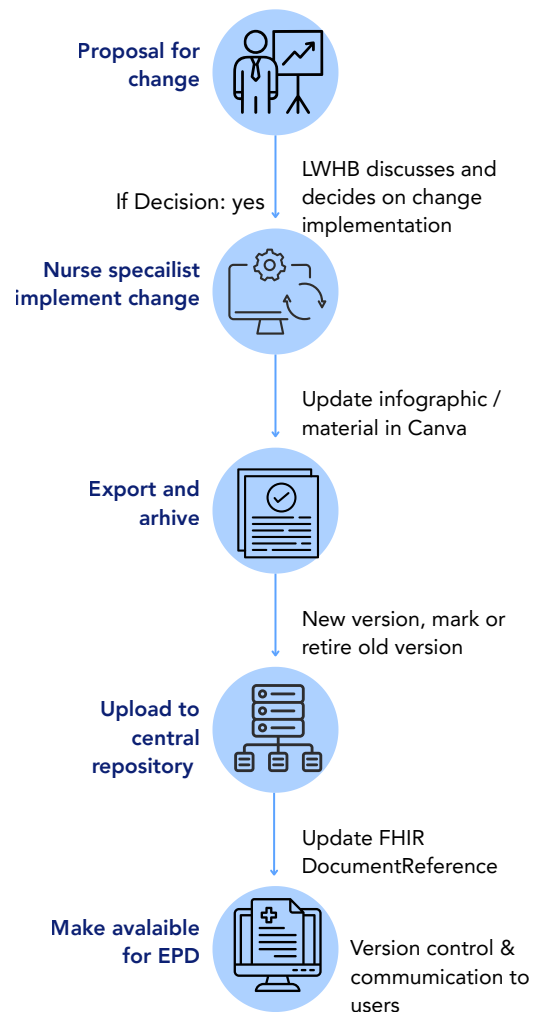 Proposal for
change
LWHB discusses and
decides on change
implementation
If Decision: yes
Nurse specailist
implement change
Update infographic /
material in Canva
Export and
arhive
New version, mark or
retire old version
Upload to
central
repository
Update FHIR
DocumentReference
Make avalaible
for EPD
Version control &
commumication to
users